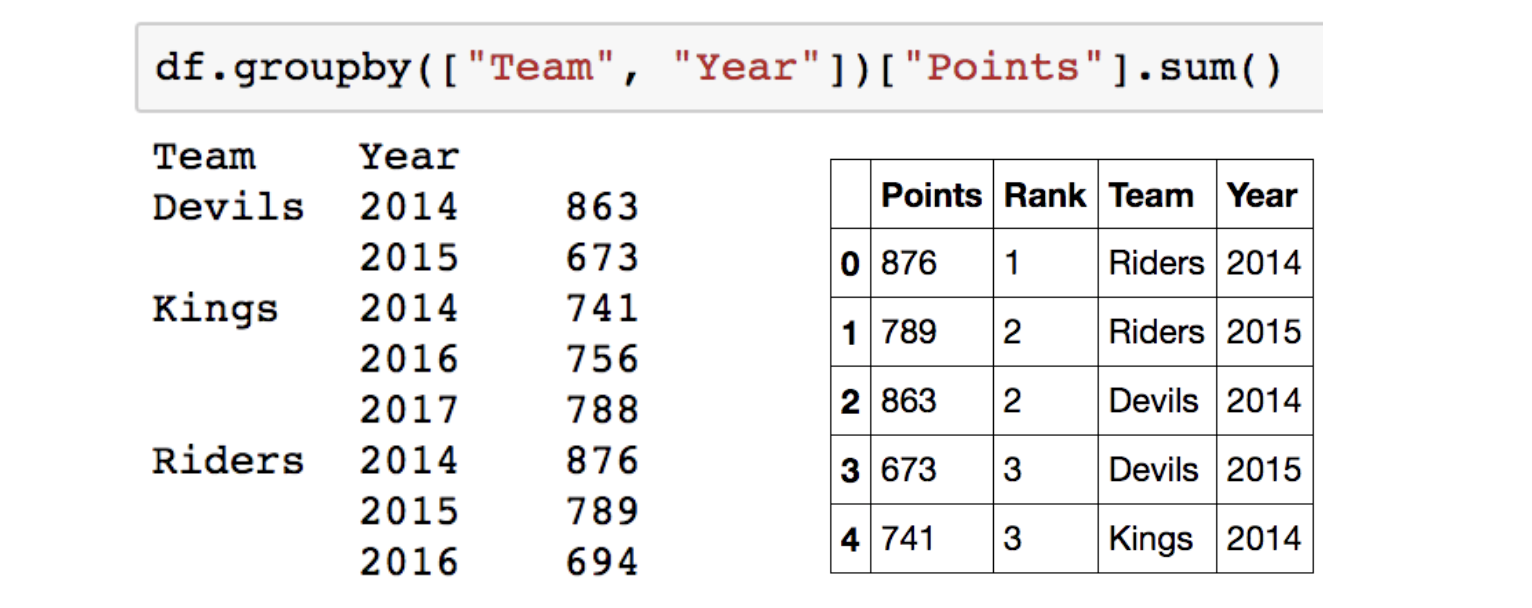 df.groupby(["Team", "Year"])["Points"].sum()
Team Year
Devils 2014 863
2015 673
Kings 2014 741
2016 756
2017 788
Riders 2014 876
2015 789
2016 694
Points Rank Team Year
0 876 1 Riders 2014
1 789 2 Riders 2015
2 863 2 Devils 2014
3 673 3 Devils 2015
4 741 3 Kings 2014